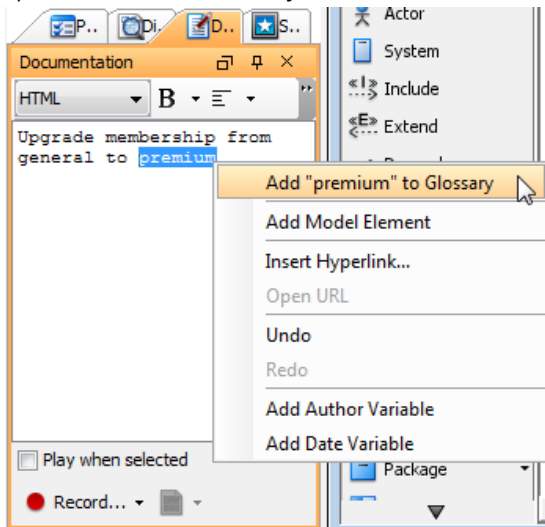 P.. Di.. D.. S..
Documentation
HTML B
Upgrade membership from
general to premium
Add "premium" to Glossary
Add Model Element
Insert Hyperlink...
Open URL
Undo
Redo
Add Author Variable
Add Date Variable
Play when selected
Record...
Actor
System
«I» Include
«E» Extend
Package